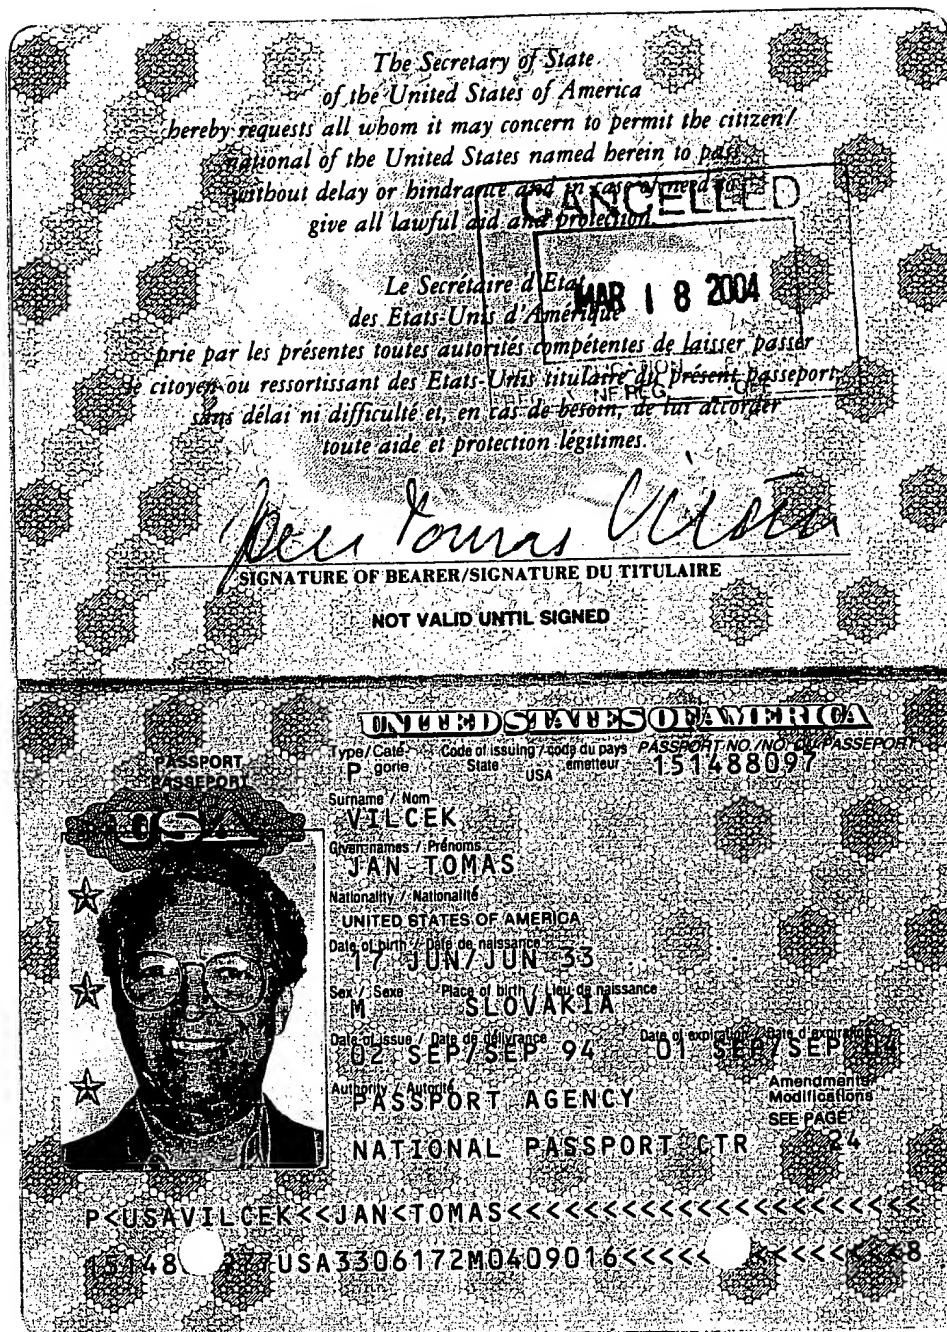 The Secretary of State
of the United States of America
hereby requests all whom it may concern to permit the citizen/
national of the United States named herein to pass
without delay or hindrance and in case of need to
give all lawful aid and protection.
CANCELLED
MAR 18 2004
Le Secrétaire d'Etat
des Etats-Unis d'Amérique
prie par les présentes toutes autorités compétentes de laisser passer
le citoyen ou ressortissant des Etats-Unis titulaire du présent passeport,
sans délai ni difficulté et, en cas de besoin, de lui accorder
toute aide et protection légitimes.
Jan Tomas Vilcek
SIGNATURE OF BEARER/SIGNATURE DU TITULAIRE
NOT VALID UNTIL SIGNED
UNITED STATES OF AMERICA
PASSPORT
PASSEPORT
USA
Type/Caté-gorie Code of issuing / code du pays PASSPORT NO./NO. DU PASSEPORT
P State USA émetteur 151488097
Surname / Nom
VILCEK
Given names / Prénoms
JAN TOMAS
Nationality / Nationalité
UNITED STATES OF AMERICA
Date of birth / Date de naissance
17 JUN/JUN 33
Sex / Sexe Place of birth / Lieu de naissance
M SLOVAKIA
Date of issue / Date de délivrance Date of expiration / Date d'expiration
02 SEP/SEP 94 01 SEP/SEP 04
Authority / Autorité Amendments
PASSPORT AGENCY Modifications
SEE PAGE
NATIONAL PASSPORT CTR 24
P<USAVILCEK<<JAN<TOMAS<<<<<<<<<<<<<<<<<<<<<<
15148 77USA3306172M0409016<<<<< <<<<<<8